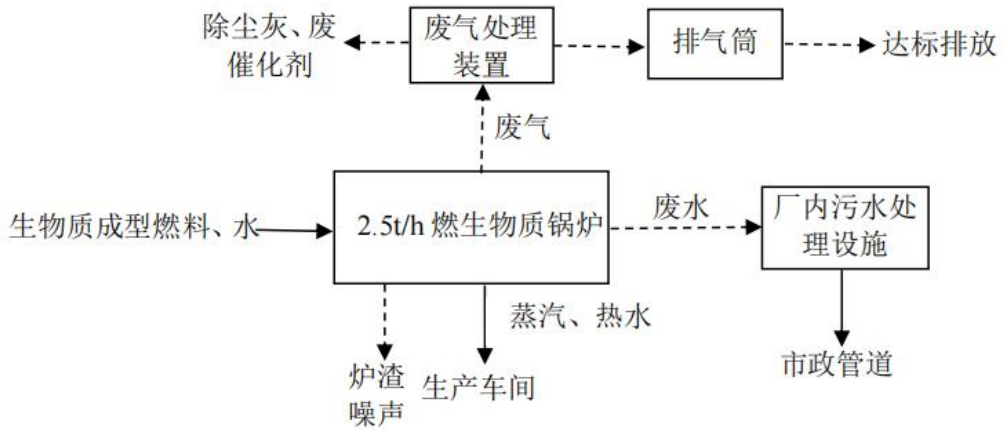 除尘灰、废
催化剂
废气处理
装置
排气筒
达标排放
废气
生物质成型燃料、水
2.5t/h 燃生物质锅炉
废水
厂内污水处
理设施
蒸汽、热水
炉渣
噪声
生产车间
市政管道